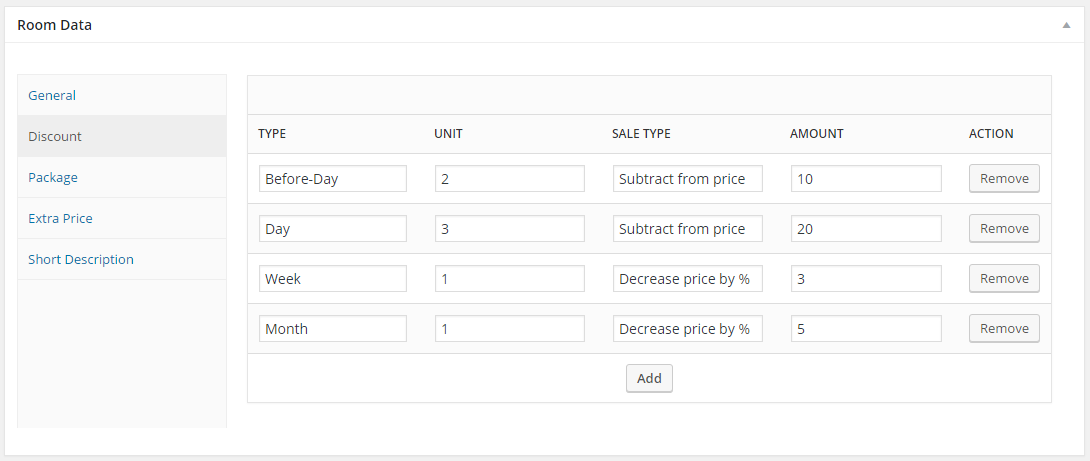 Room Data
General
Discount
Package
Extra Price
Short Description
TYPE UNIT SALE TYPE AMOUNT ACTION
Before-Day 2 Subtract from price 10 Remove
Day 3 Subtract from price 20 Remove
Week 1 Decrease price by % 3 Remove
Month 1 Decrease price by % 5 Remove
Add